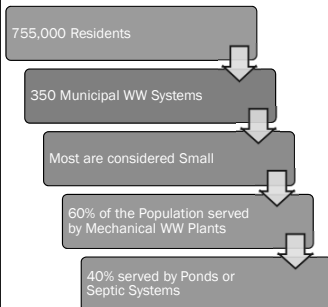 755,000 Residents
350 Municipal WW Systems
Most are considered Small
60% of the Population served
by Mechanical WW Plants
40% served by Ponds or
Septic Systems